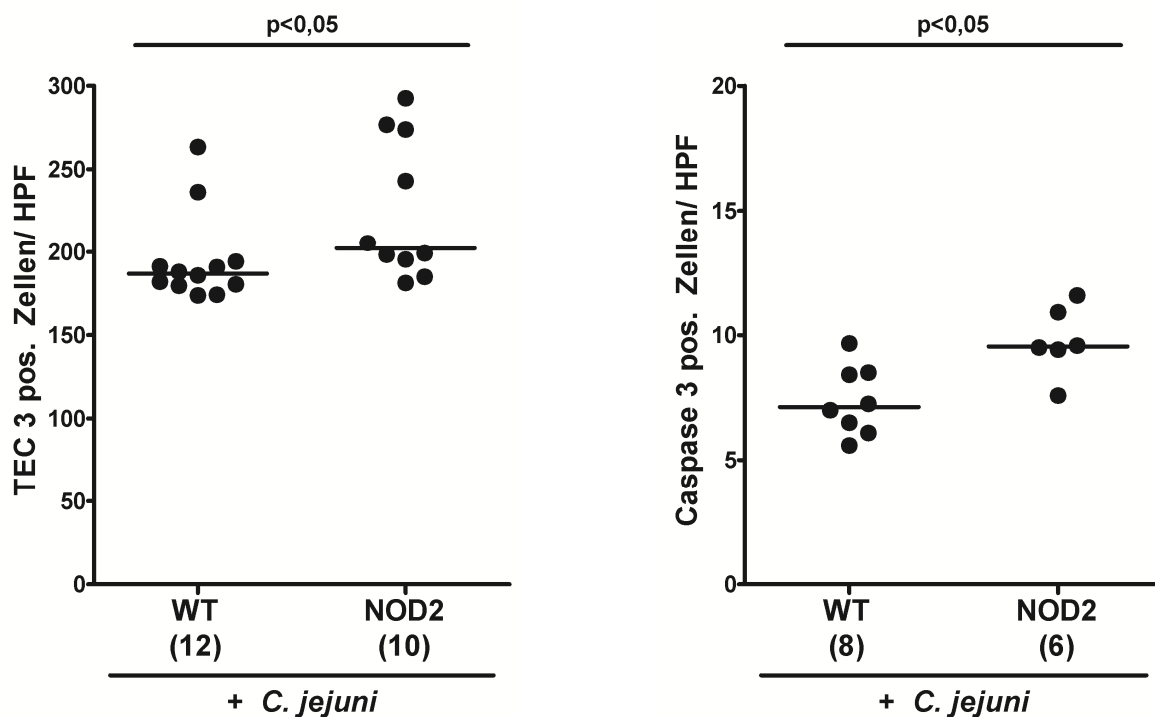 p<0,05
TEC 3 pos. Zellen/ HPF
300
250
200
150
100
50
0
WT
(12)
NOD2
(10)
+ C. jejuni
p<0,05
Caspase 3 pos. Zellen/ HPF
20
15
10
5
0
WT
(8)
NOD2
(6)
+ C. jejuni